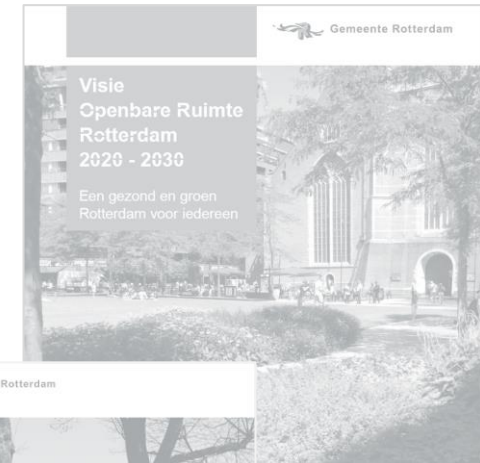 Gemeente Rotterdam
Visie
Openbare Ruimte
Rotterdam
2020 - 2030
Een gezond en groen
Rotterdam voor iedereen
Rotterdam